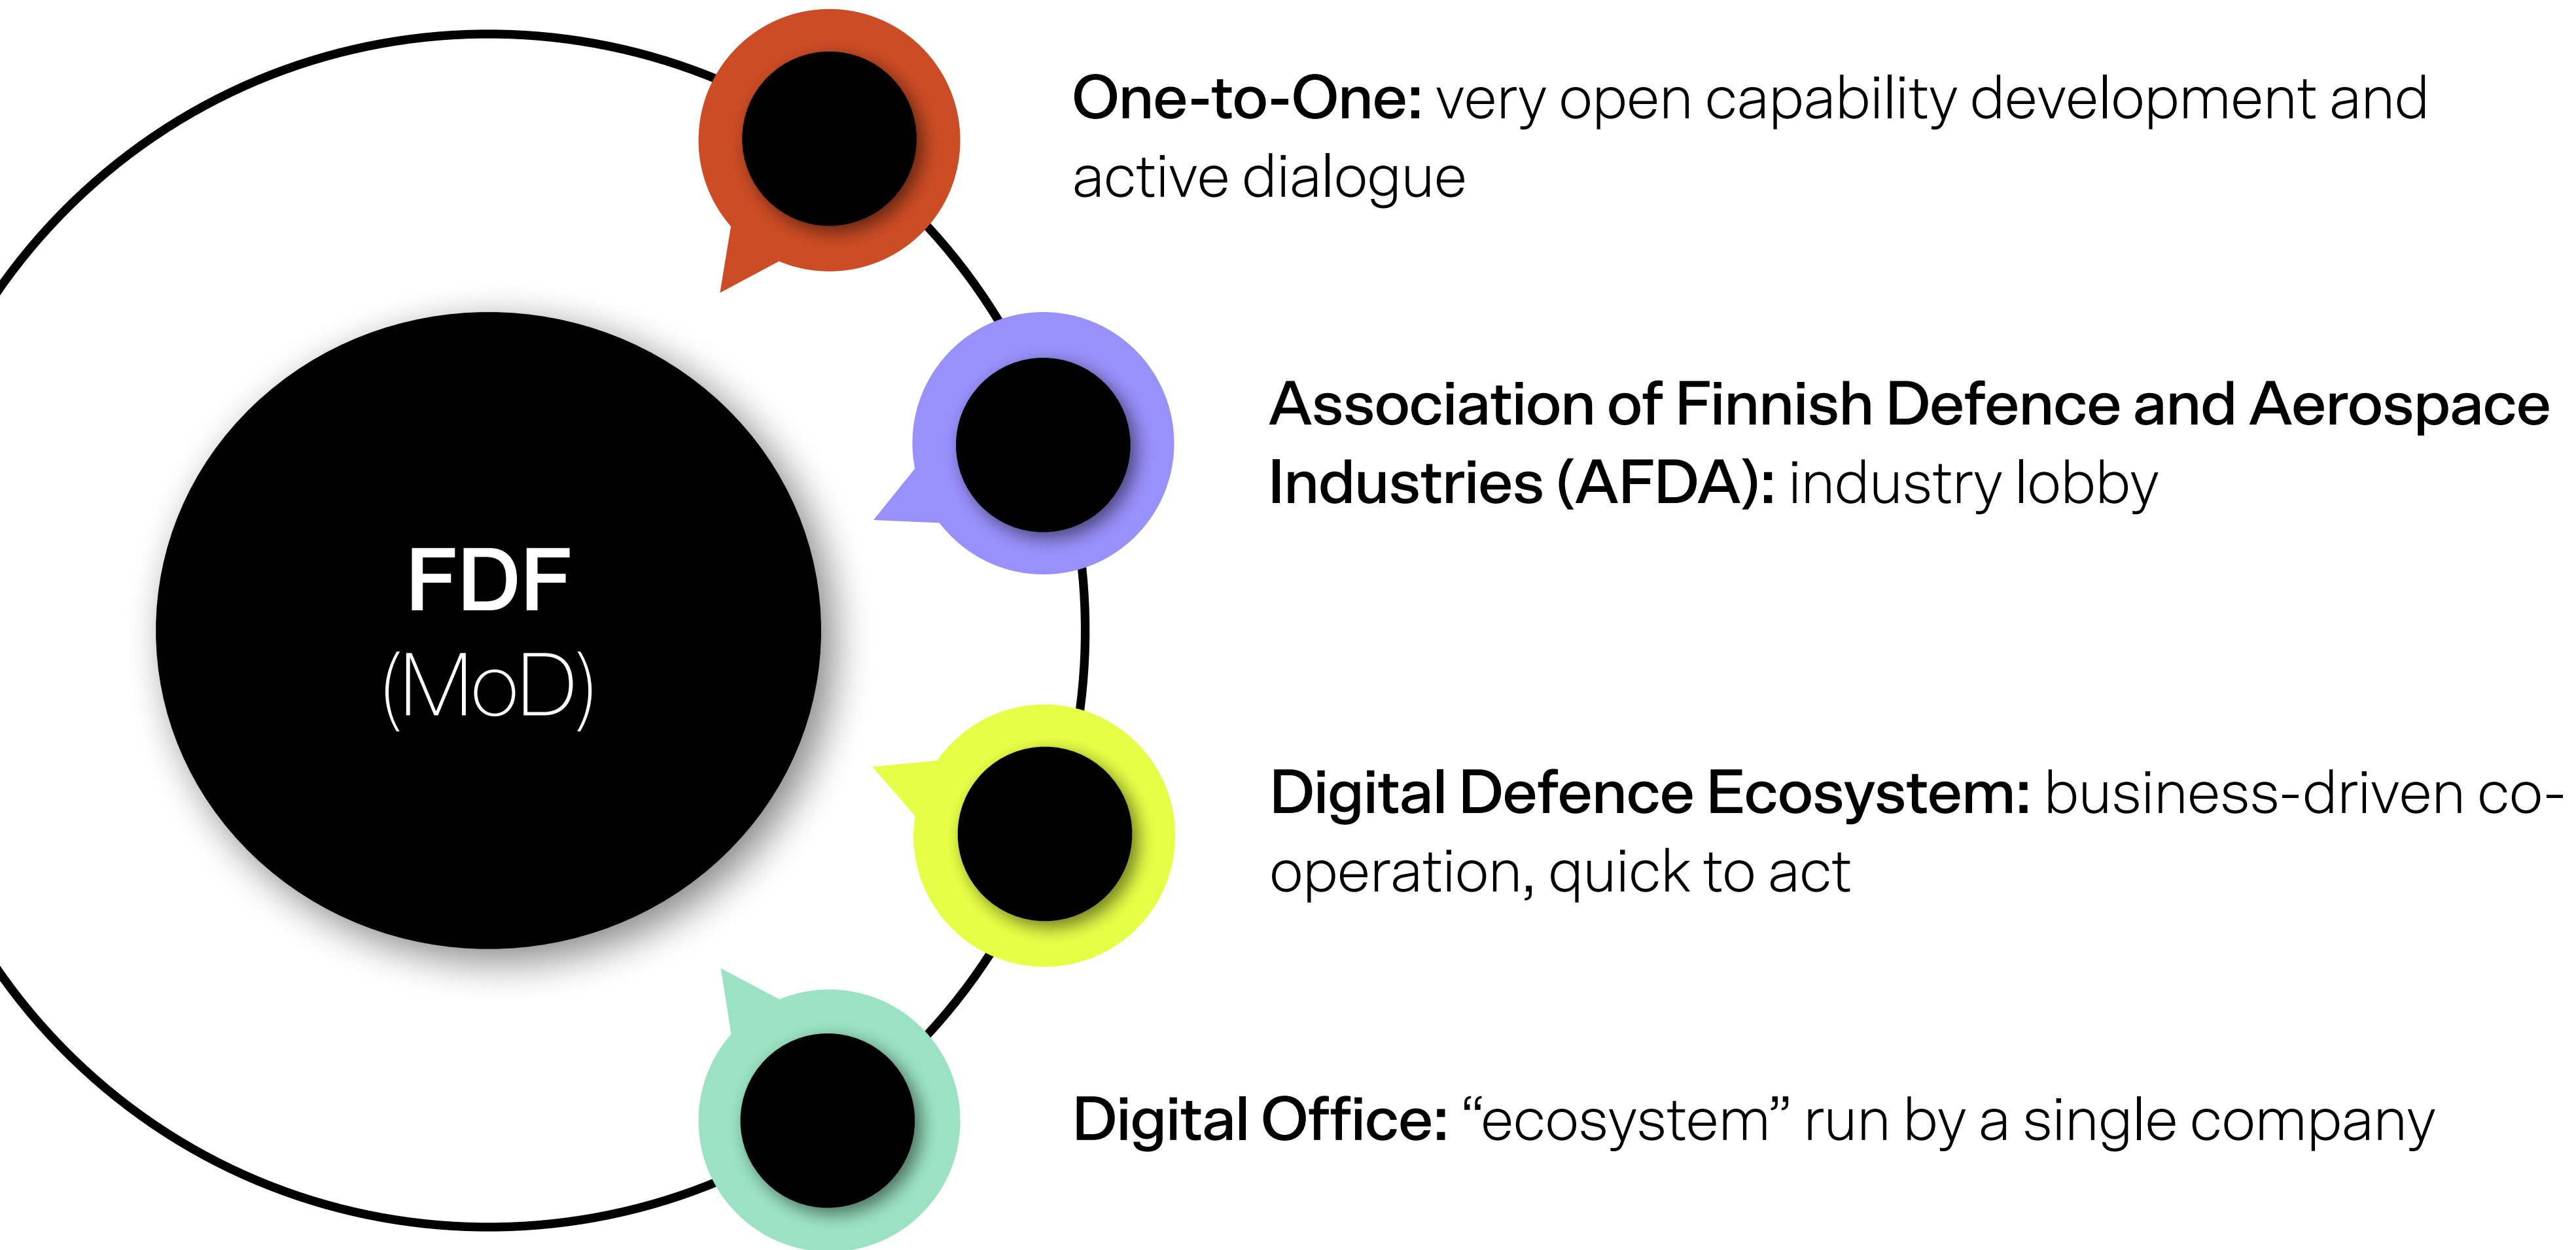 One-to-One: very open capability development and
active dialogue
Association of Finnish Defence and Aerospace
Industries (AFDA): industry lobby
FDF
(MoD)
Digital Defence Ecosystem: business-driven co-
operation, quick to act
Digital Office: “ecosystem” run by a single company